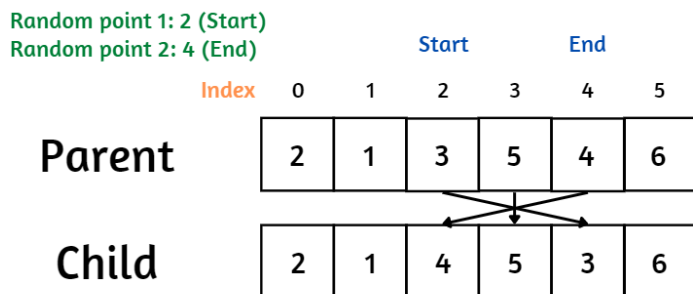 Random point 1: 2 (Start)
Random point 2: 4 (End)
Start End
Index 0 1 2 3 4 5
Parent 2 1 3 5 4 6
Child 2 1 4 5 3 6